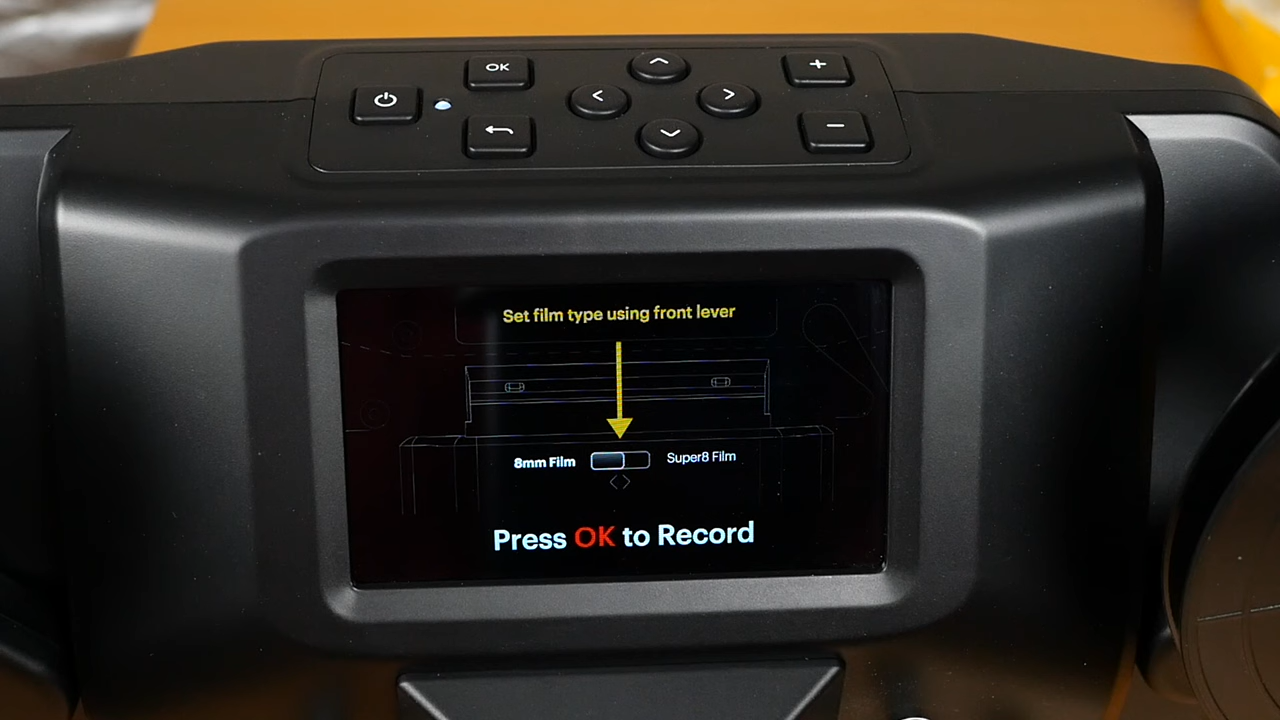 OK
Set film type using front lever
8mm Film Super8 Film
Press OK to Record